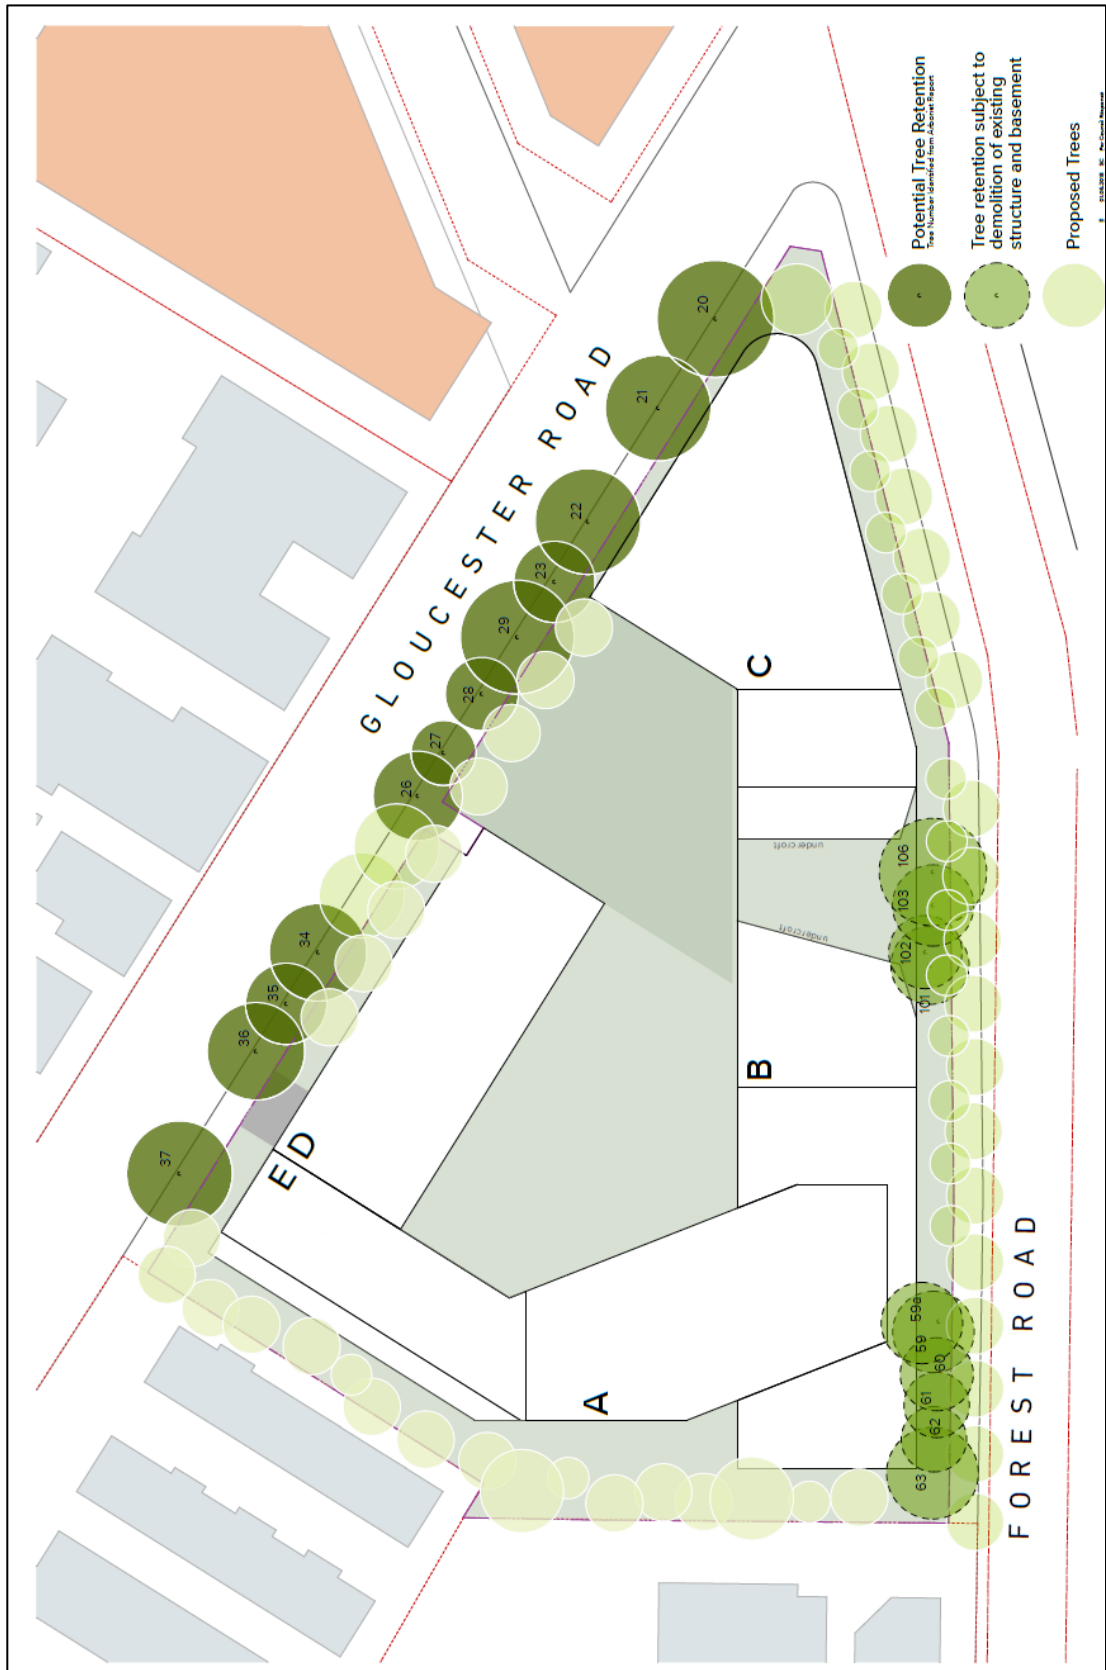 GLOUCESTER ROAD
20
21
22
23
29
28
27
26
34
35
36
37
E
D
C
B
A
undercroft
undercroft
106
103
102
101
59a
59
60
61
62
63
FOREST ROAD
Potential Tree Retention
Tree Number Identified from Arborist Report
Tree retention subject to
demolition of existing
structure and basement
Proposed Trees